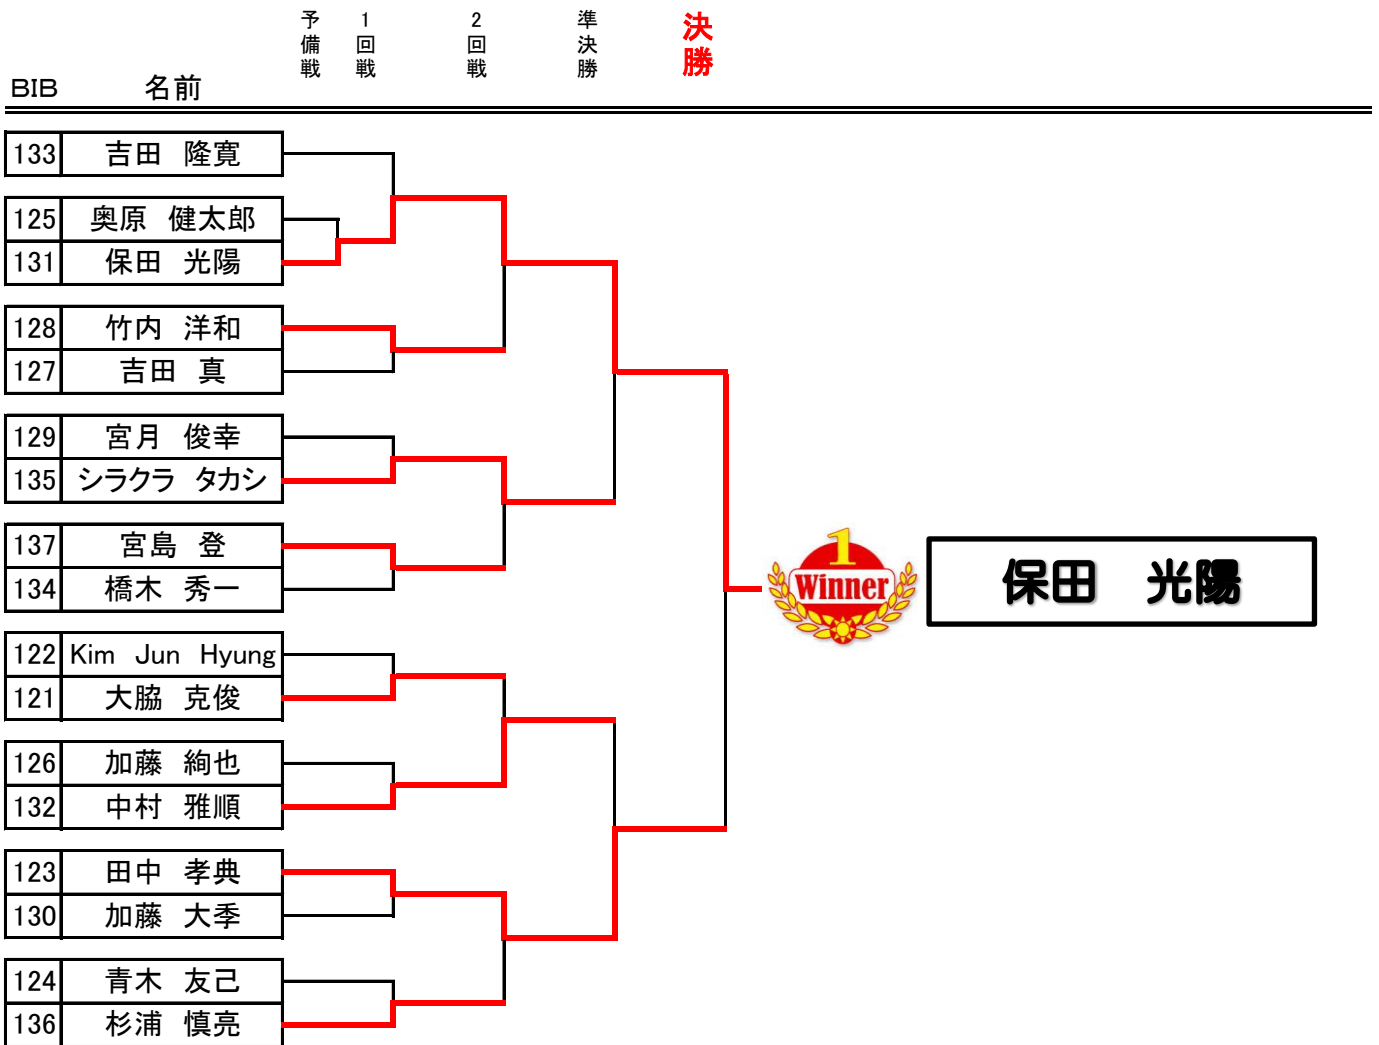 予備戦 1回戦 2回戦 準決勝 決勝
BIB 名前
133 吉田 隆寛
125 奥原 健太郎
131 保田 光陽
128 竹内 洋和
127 吉田 真
129 宮月 俊幸
135 シラクラ タカシ
137 宮島 登
134 橋木 秀一
1
Winner
保田 光陽
122 Kim Jun Hyung
121 大脇 克俊
126 加藤 絢也
132 中村 雅順
123 田中 孝典
130 加藤 大季
124 青木 友己
136 杉浦 慎亮